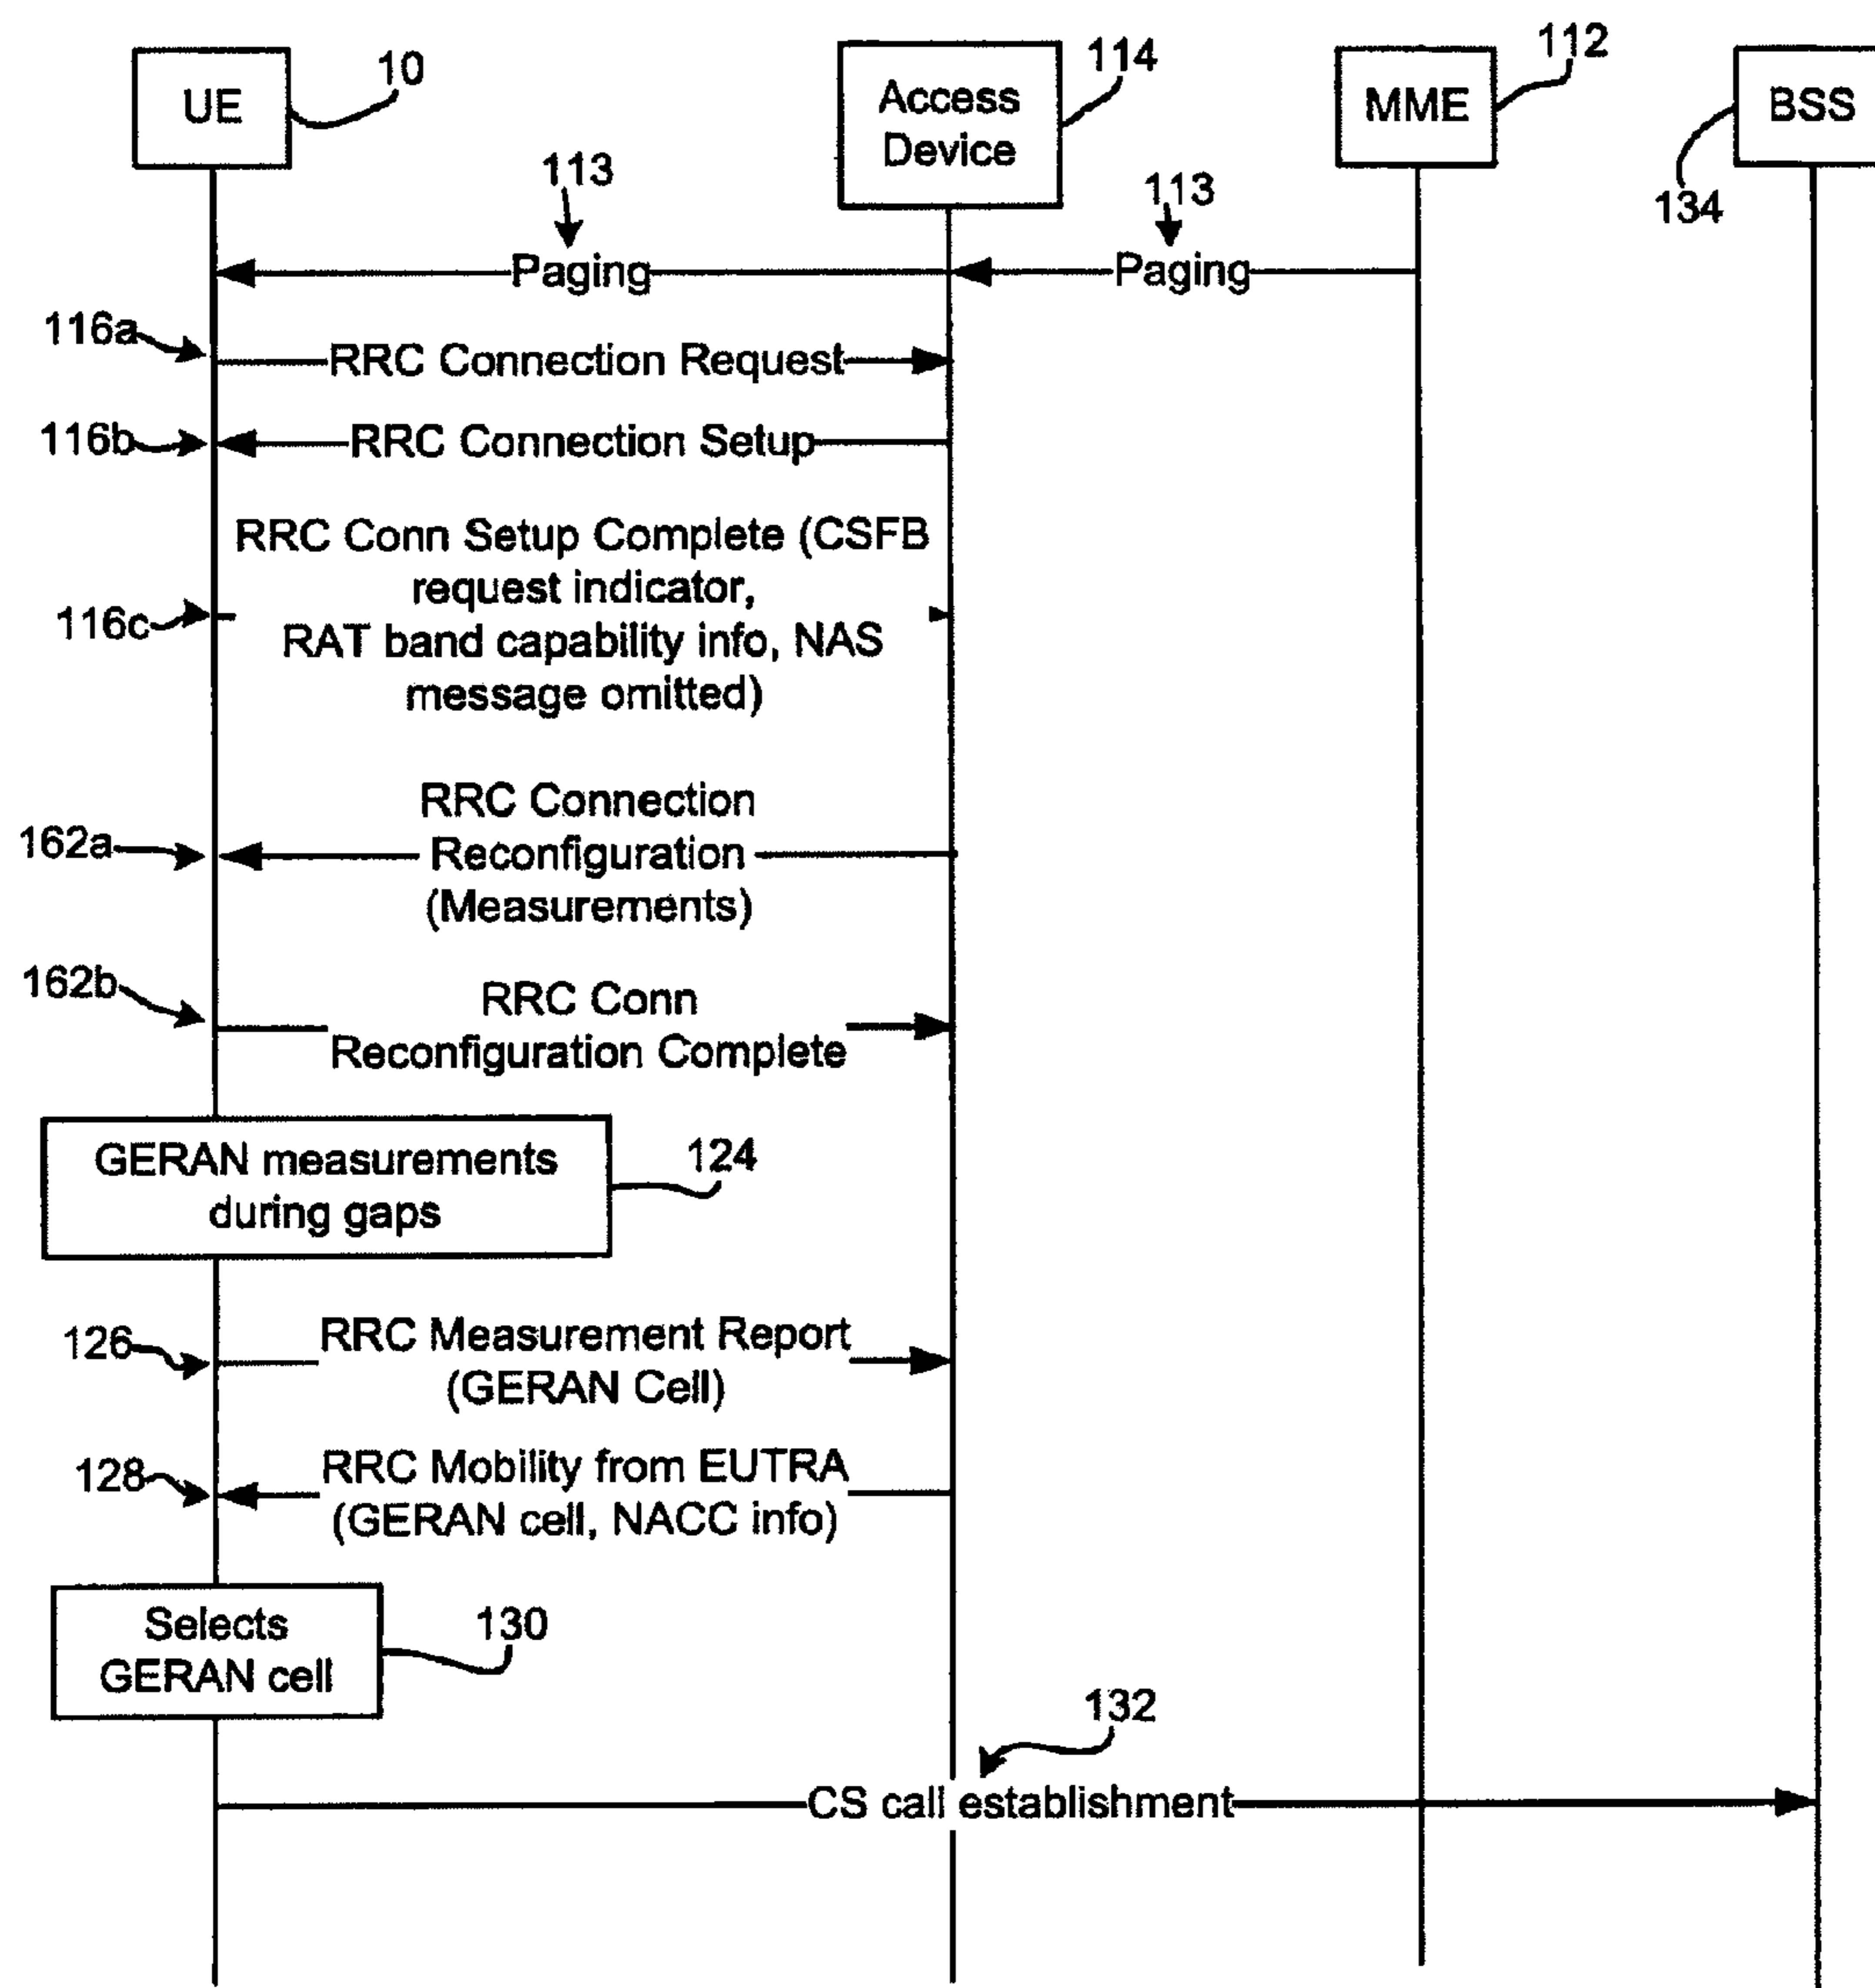 UE
10
Access
Device
114
MME
112
BSS
134
113
Paging
113
Paging
116a
RRC Connection Request
116b
RRC Connection Setup
RRC Conn Setup Complete (CSFB
request indicator,
RAT band capability info, NAS
message omitted)
116c
RRC Connection
Reconfiguration
(Measurements)
162a
162b
RRC Conn
Reconfiguration Complete
GERAN measurements
during gaps
124
126
RRC Measurement Report
(GERAN Cell)
128
RRC Mobility from EUTRA
(GERAN cell, NACC info)
Selects
GERAN cell
130
132
CS call establishment